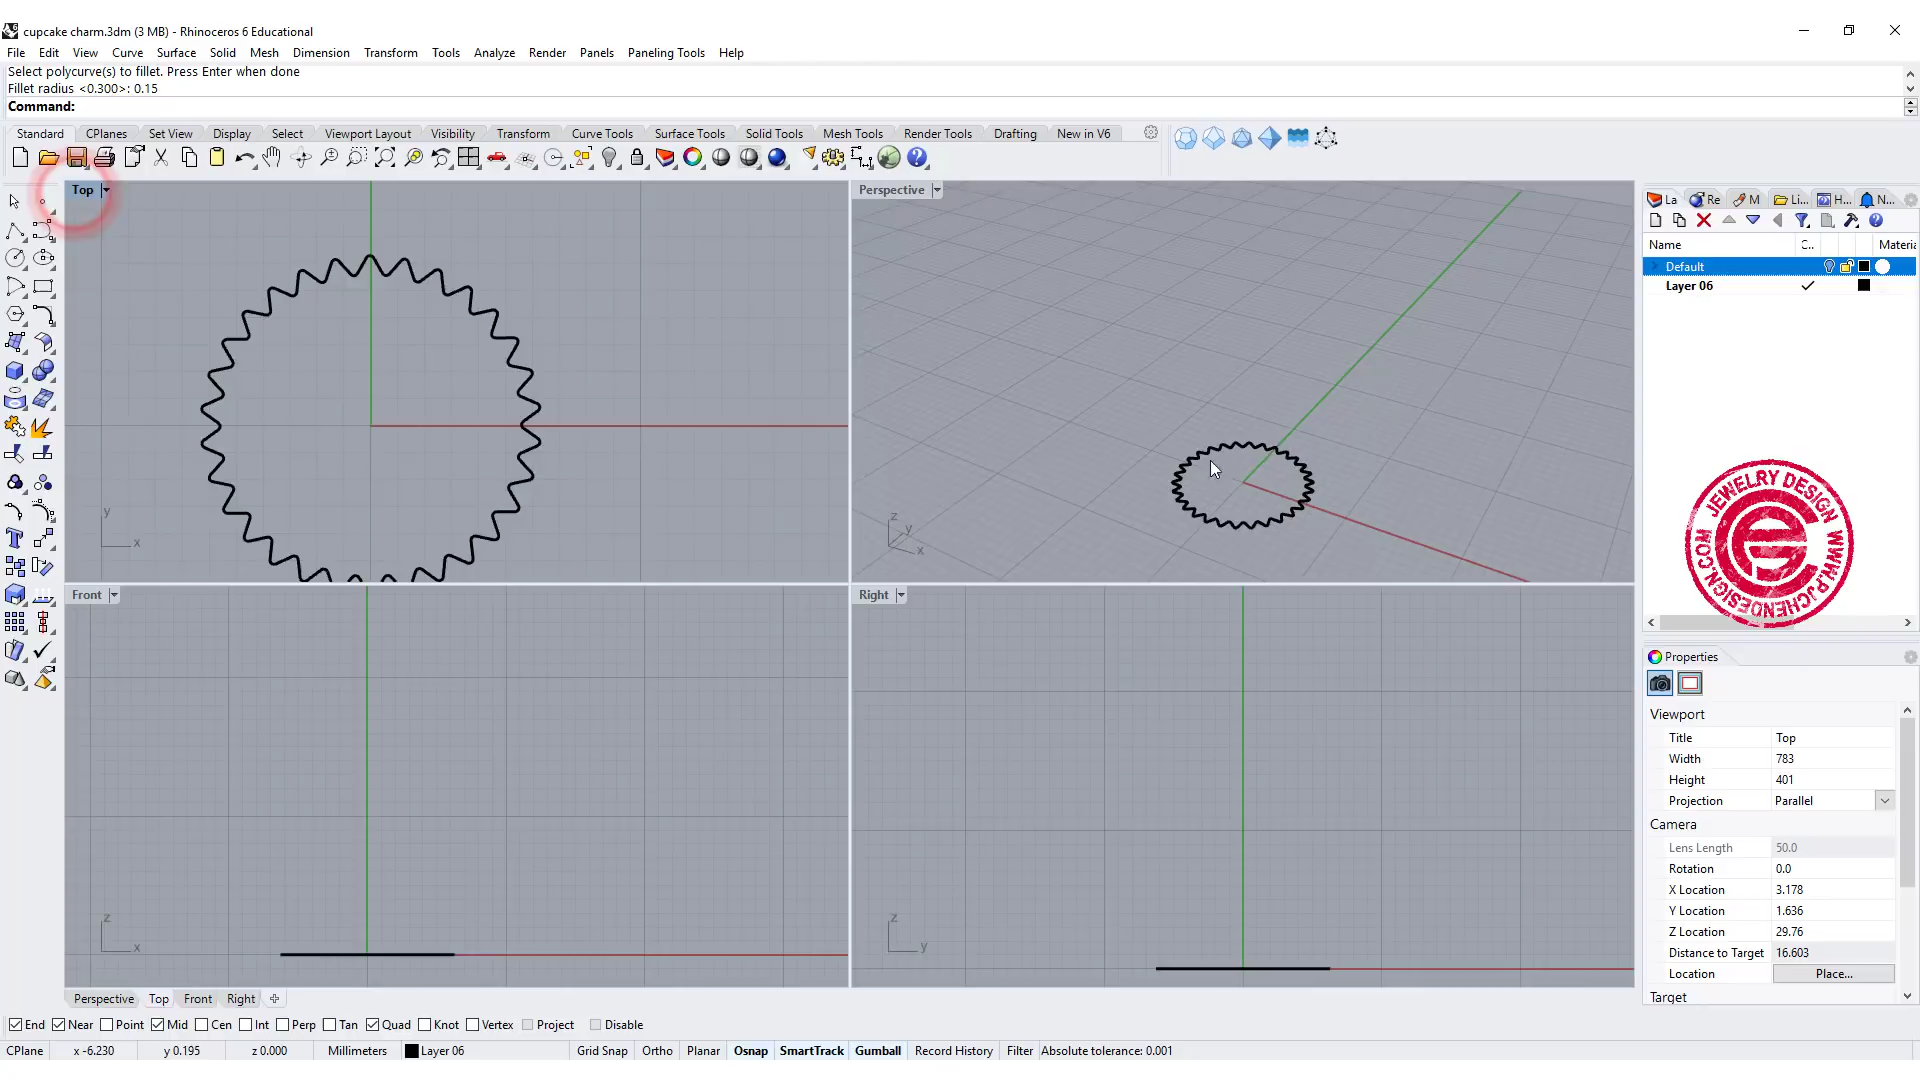 cupcake charm.3dm (3 MB) - Rhinoceros 6 Educational
File Edit View Curve Surface Solid Mesh Dimension Transform Tools Analyze Render Panels Paneling Tools Help
Select polycurve(s) to fillet. Press Enter when done
Fillet radius <0.300>: 0.15
Command:
Standard CPlanes Set View Display Select Viewport Layout Visibility Transform Curve Tools Surface Tools Solid Tools Mesh Tools Render Tools Drafting New in V6
Top
Perspective
La Re M Li... H... N...
Name C.. Materia
Default
Layer 06
y
x
z
y
x
JEWELRY DESIGN
WWW.PJCHENDESIGN.COM
Front
Right
Properties
Viewport
Title Top
Width 783
Height 401
Projection Parallel
Camera
Lens Length 50.0
Rotation 0.0
X Location 3.178
Y Location 1.636
Z Location 29.76
Distance to Target 16.603
Location Place...
Target
z
x
z
y
Perspective Top Front Right
End Near Point Mid Cen Int Perp Tan Quad Knot Vertex Project Disable
CPlane x -6.230 y 0.195 z 0.000 Millimeters Layer 06 Grid Snap Ortho Planar Osnap SmartTrack Gumball Record History Filter Absolute tolerance: 0.001